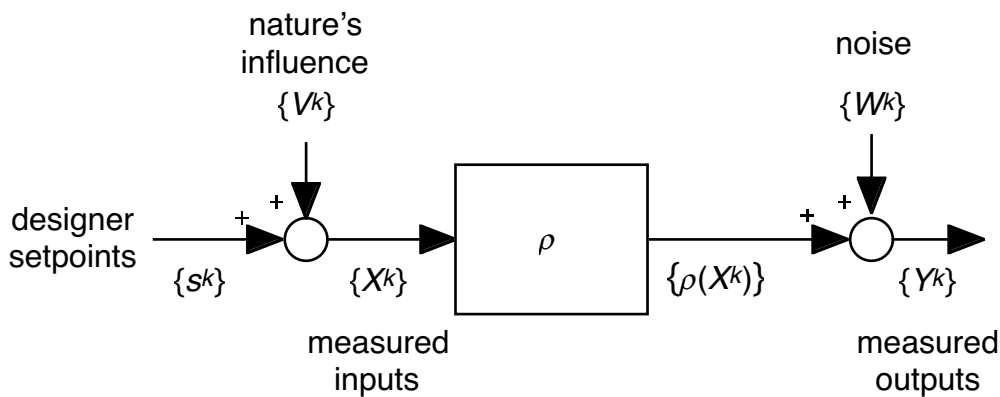 nature's
influence
{Vᵏ}
noise
{Wᵏ}
+
+
+
+
designer
setpoints
{sᵏ}
{Xᵏ}
ρ
{ρ(Xᵏ)}
{Yᵏ}
measured
inputs
measured
outputs